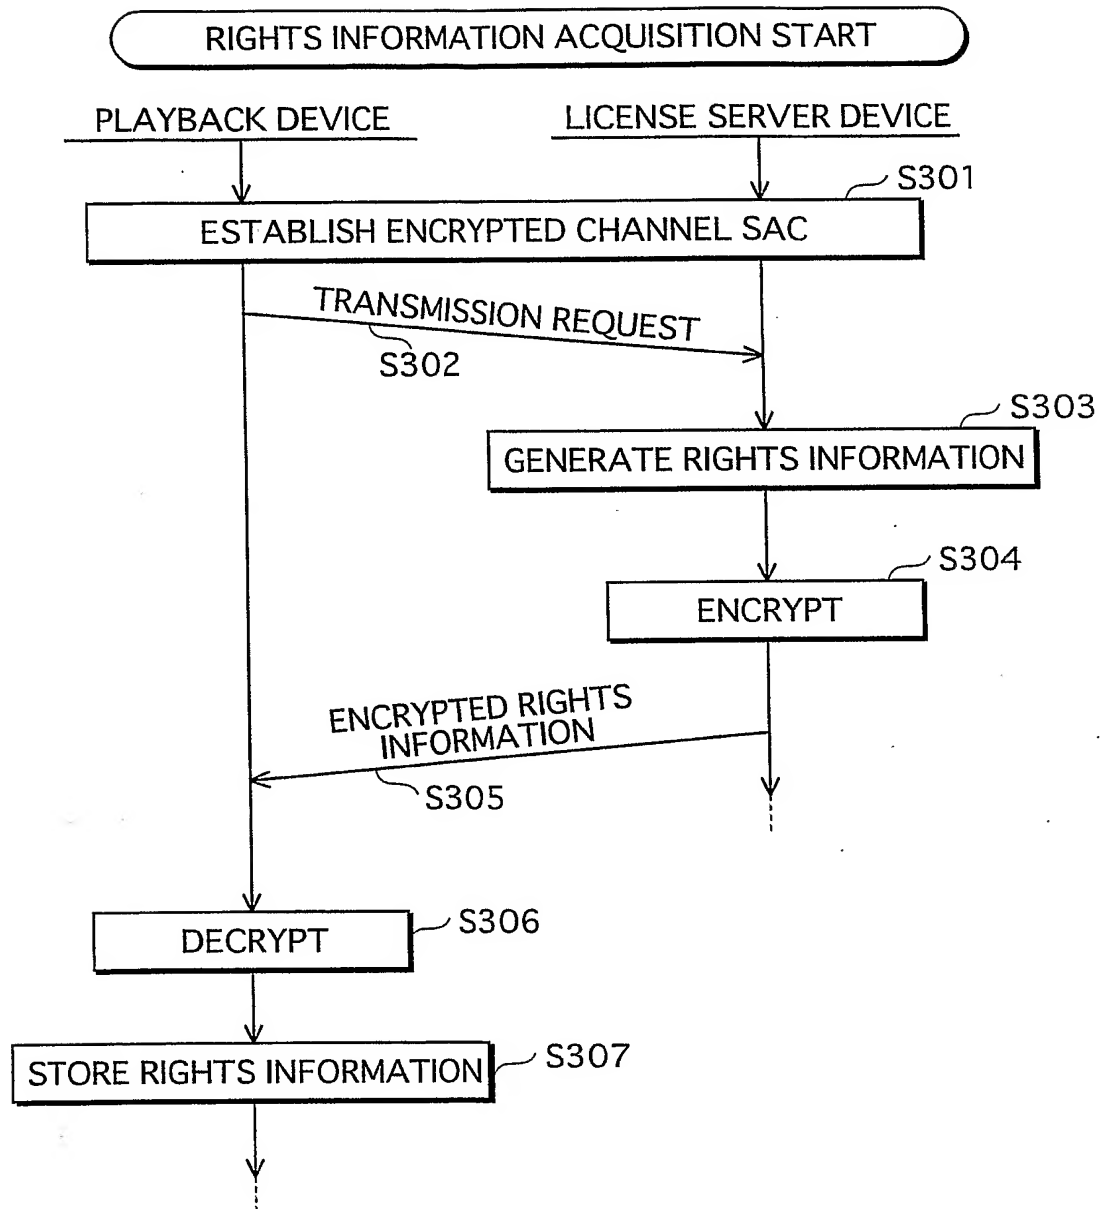 RIGHTS INFORMATION ACQUISITION START
PLAYBACK DEVICE
LICENSE SERVER DEVICE
S301
ESTABLISH ENCRYPTED CHANNEL SAC
TRANSMISSION REQUEST
S302
S303
GENERATE RIGHTS INFORMATION
S304
ENCRYPT
ENCRYPTED RIGHTS
INFORMATION
S305
S306
DECRYPT
S307
STORE RIGHTS INFORMATION